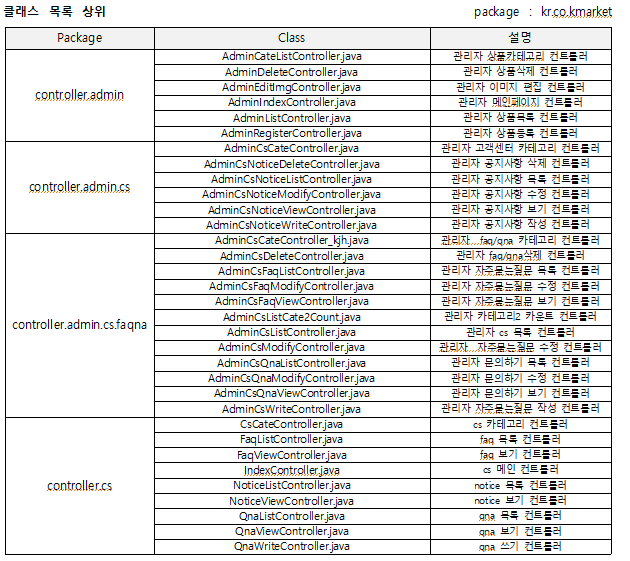 클래스 목록 상위 package : kr.co.kmarket
Package Class 설명
controller.admin
AdminCateListController.java 관리자 상품카테고리 컨트롤러
AdminDeleteController.java 관리자 상품삭제 컨트롤러
AdminEditImgController.java 관리자 이미지 편집 컨트롤러
AdminIndexController.java 관리자 메인페이지 컨트롤러
AdminListController.java 관리자 상품목록 컨트롤러
AdminRegisterController.java 관리자 상품등록 컨트롤러
controller.admin.cs
AdminCsCateController.java 관리자 고객센터 카테고리 컨트롤러
AdminCsNoticeDeleteController.java 관리자 공지사항 삭제 컨트롤러
AdminCsNoticeListController.java 관리자 공지사항 목록 컨트롤러
AdminCsNoticeModifyController.java 관리자 공지사항 수정 컨트롤러
AdminCsNoticeViewController.java 관리자 공지사항 보기 컨트롤러
AdminCsNoticeWriteController.java 관리자 공지사항 작성 컨트롤러
controller.admin.cs.faqna
AdminCsCateController_kjh.java 관리자 faq/qna 카테고리 컨트롤러
AdminCsDeleteController.java 관리자 faq/qna삭제 컨트롤러
AdminCsFaqListController.java 관리자 자주묻는질문 목록 컨트롤러
AdminCsFaqModifyController.java 관리자 자주묻는질문 수정 컨트롤러
AdminCsFaqViewController.java 관리자 자주묻는질문 보기 컨트롤러
AdminCsListCate2Count.java 관리자 카테고리2 카운트 컨트롤러
AdminCsListController.java 관리자 cs 목록 컨트롤러
AdminCsModifyController.java 관리자 자주묻는질문 수정 컨트롤러
AdminCsQnaListController.java 관리자 문의하기 목록 컨트롤러
AdminCsQnaModifyController.java 관리자 문의하기 수정 컨트롤러
AdminCsQnaViewController.java 관리자 문의하기 보기 컨트롤러
AdminCsWriteController.java 관리자 자주묻는질문 작성 컨트롤러
controller.cs
CsCateController.java cs 카테고리 컨트롤러
FaqListController.java faq 목록 컨트롤러
FaqViewController.java faq 보기 컨트롤러
IndexController.java cs 메인 컨트롤러
NoticeListController.java notice 목록 컨트롤러
NoticeViewController.java notice 보기 컨트롤러
QnaListController.java qna 목록 컨트롤러
QnaViewController.java qna 보기 컨트롤러
QnaWriteController.java qna 쓰기 컨트롤러